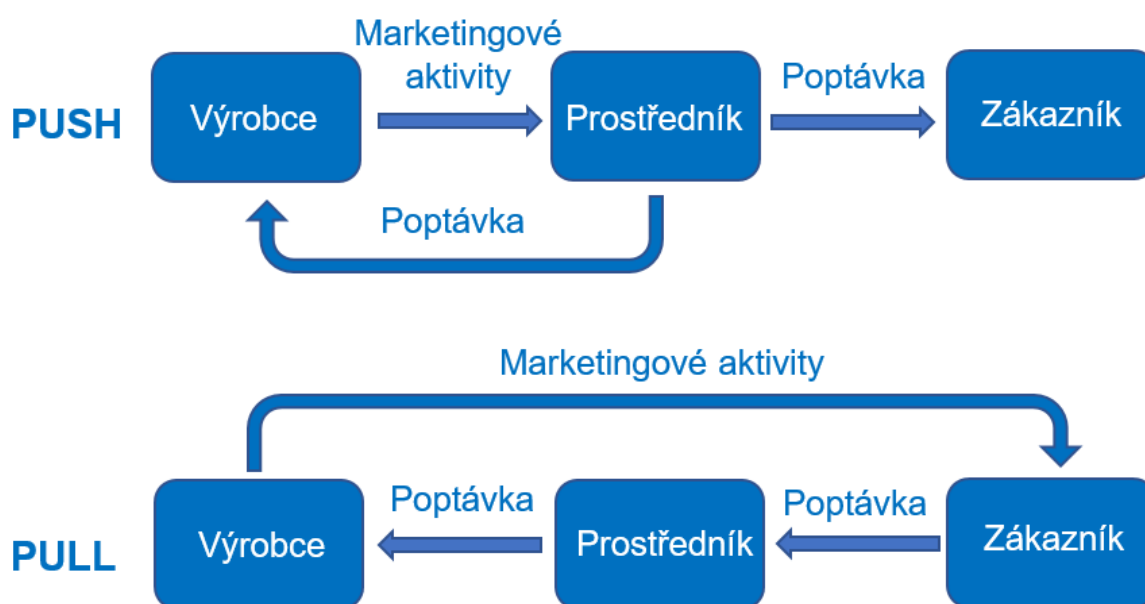 Marketingové
aktivity
Poptávka
PUSH
Výrobce
Prostředník
Zákazník
Poptávka
Marketingové aktivity
Poptávka
Poptávka
PULL
Výrobce
Prostředník
Zákazník